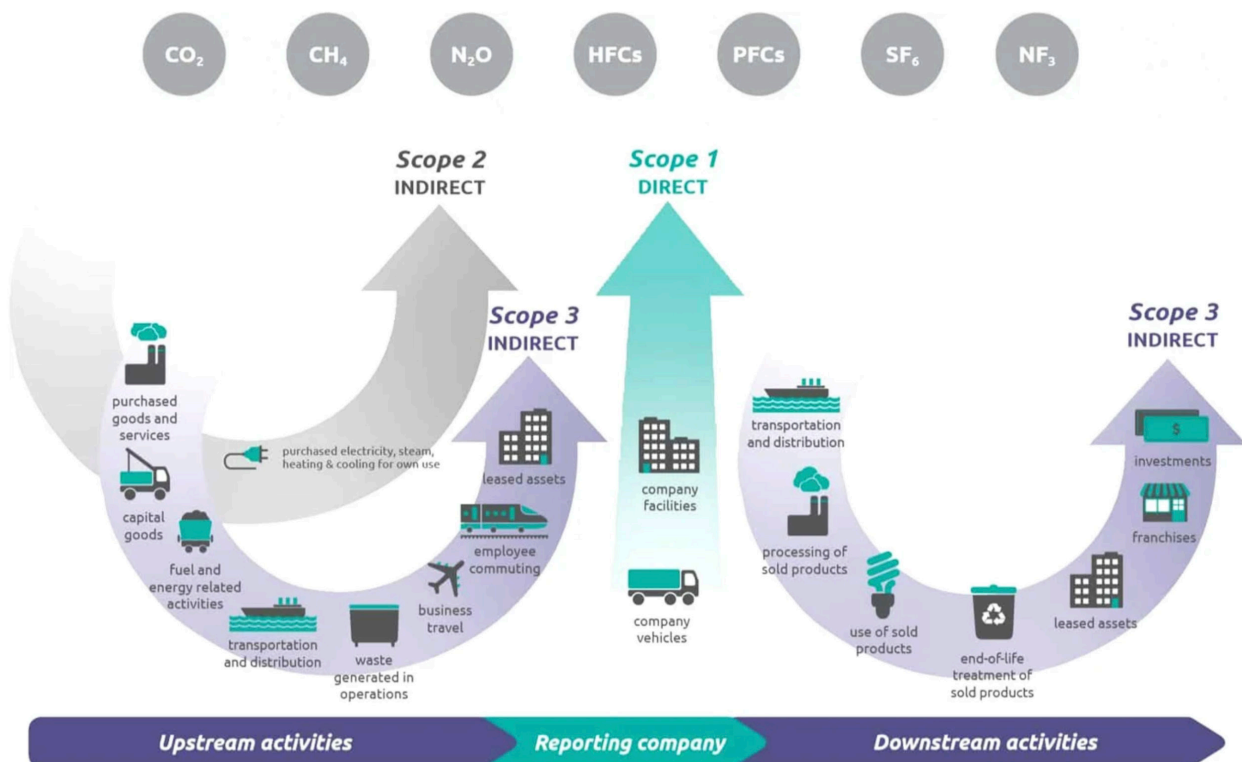 CO₂ CH₄ N₂O HFCs PFCs SF₆ NF₃
Scope 2
INDIRECT
Scope 1
DIRECT
Scope 3
INDIRECT
Scope 3
INDIRECT
purchased
goods and
services
capital
goods
fuel and
energy related
activities
purchased electricity, steam,
heating & cooling for own use
transportation
and distribution
waste
generated in
operations
business
travel
employee
commuting
leased assets
company
facilities
company
vehicles
transportation
and distribution
processing of
sold products
use of sold
products
end-of-life
treatment of
sold products
leased assets
franchises
$
investments
Upstream activities
Reporting company
Downstream activities